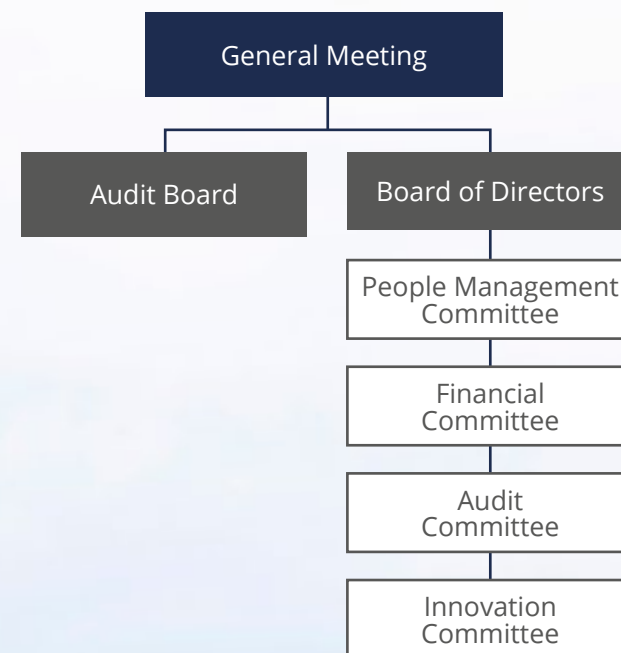 General Meeting
Audit Board
Board of Directors
People Management
Committee
Financial
Committee
Audit
Committee
Innovation
Committee